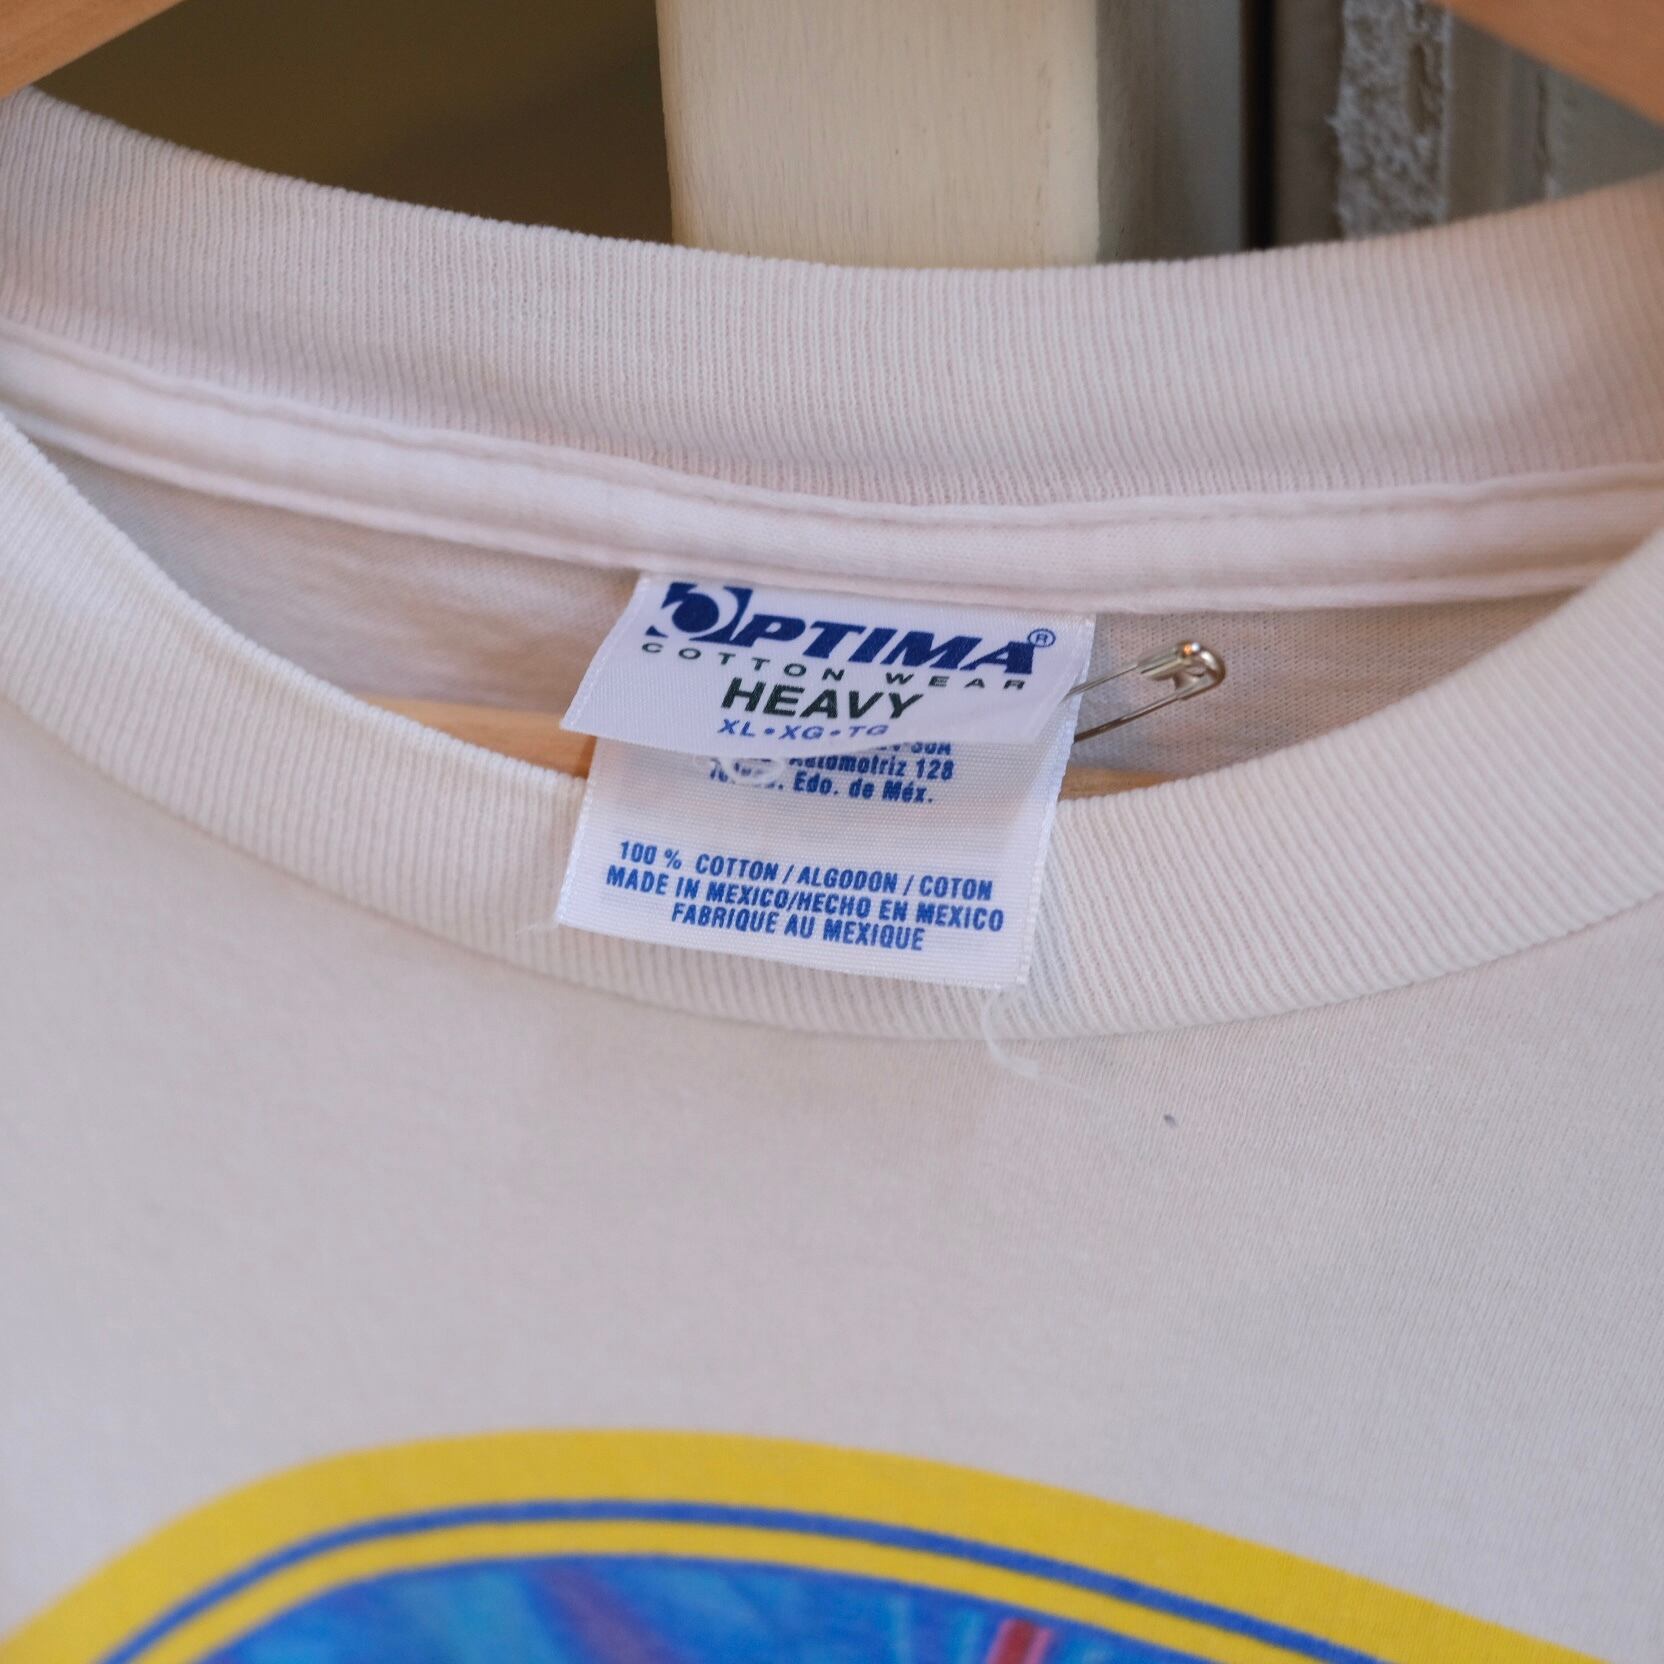 OPTIMA®
COTTON WEAR
HEAVY
XL•XG•TG
Automotriz 128
Edo. de Méx.
100 % COTTON / ALGODON / COTON
MADE IN MEXICO/HECHO EN MEXICO
FABRIQUE AU MEXIQUE